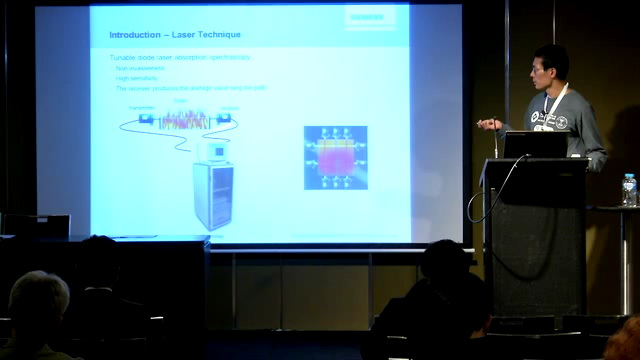 SIEMENS
Introduction – Laser Technique
Tunable diode laser absorption spectroscopy
Non invasiveness
High sensitivity
The receiver produces the average value along the path